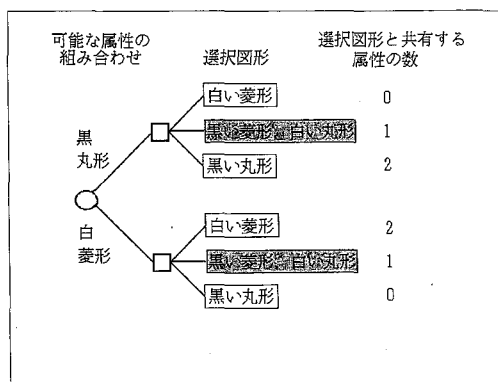 可能な属性の
組み合わせ
選択図形
選択図形と共有する
属性の数
黒
丸形
白い菱形 0
黒い菱形 白い丸形 1
黒い丸形 2
白
菱形
白い菱形 2
黒い菱形 白い丸形 1
黒い丸形 0